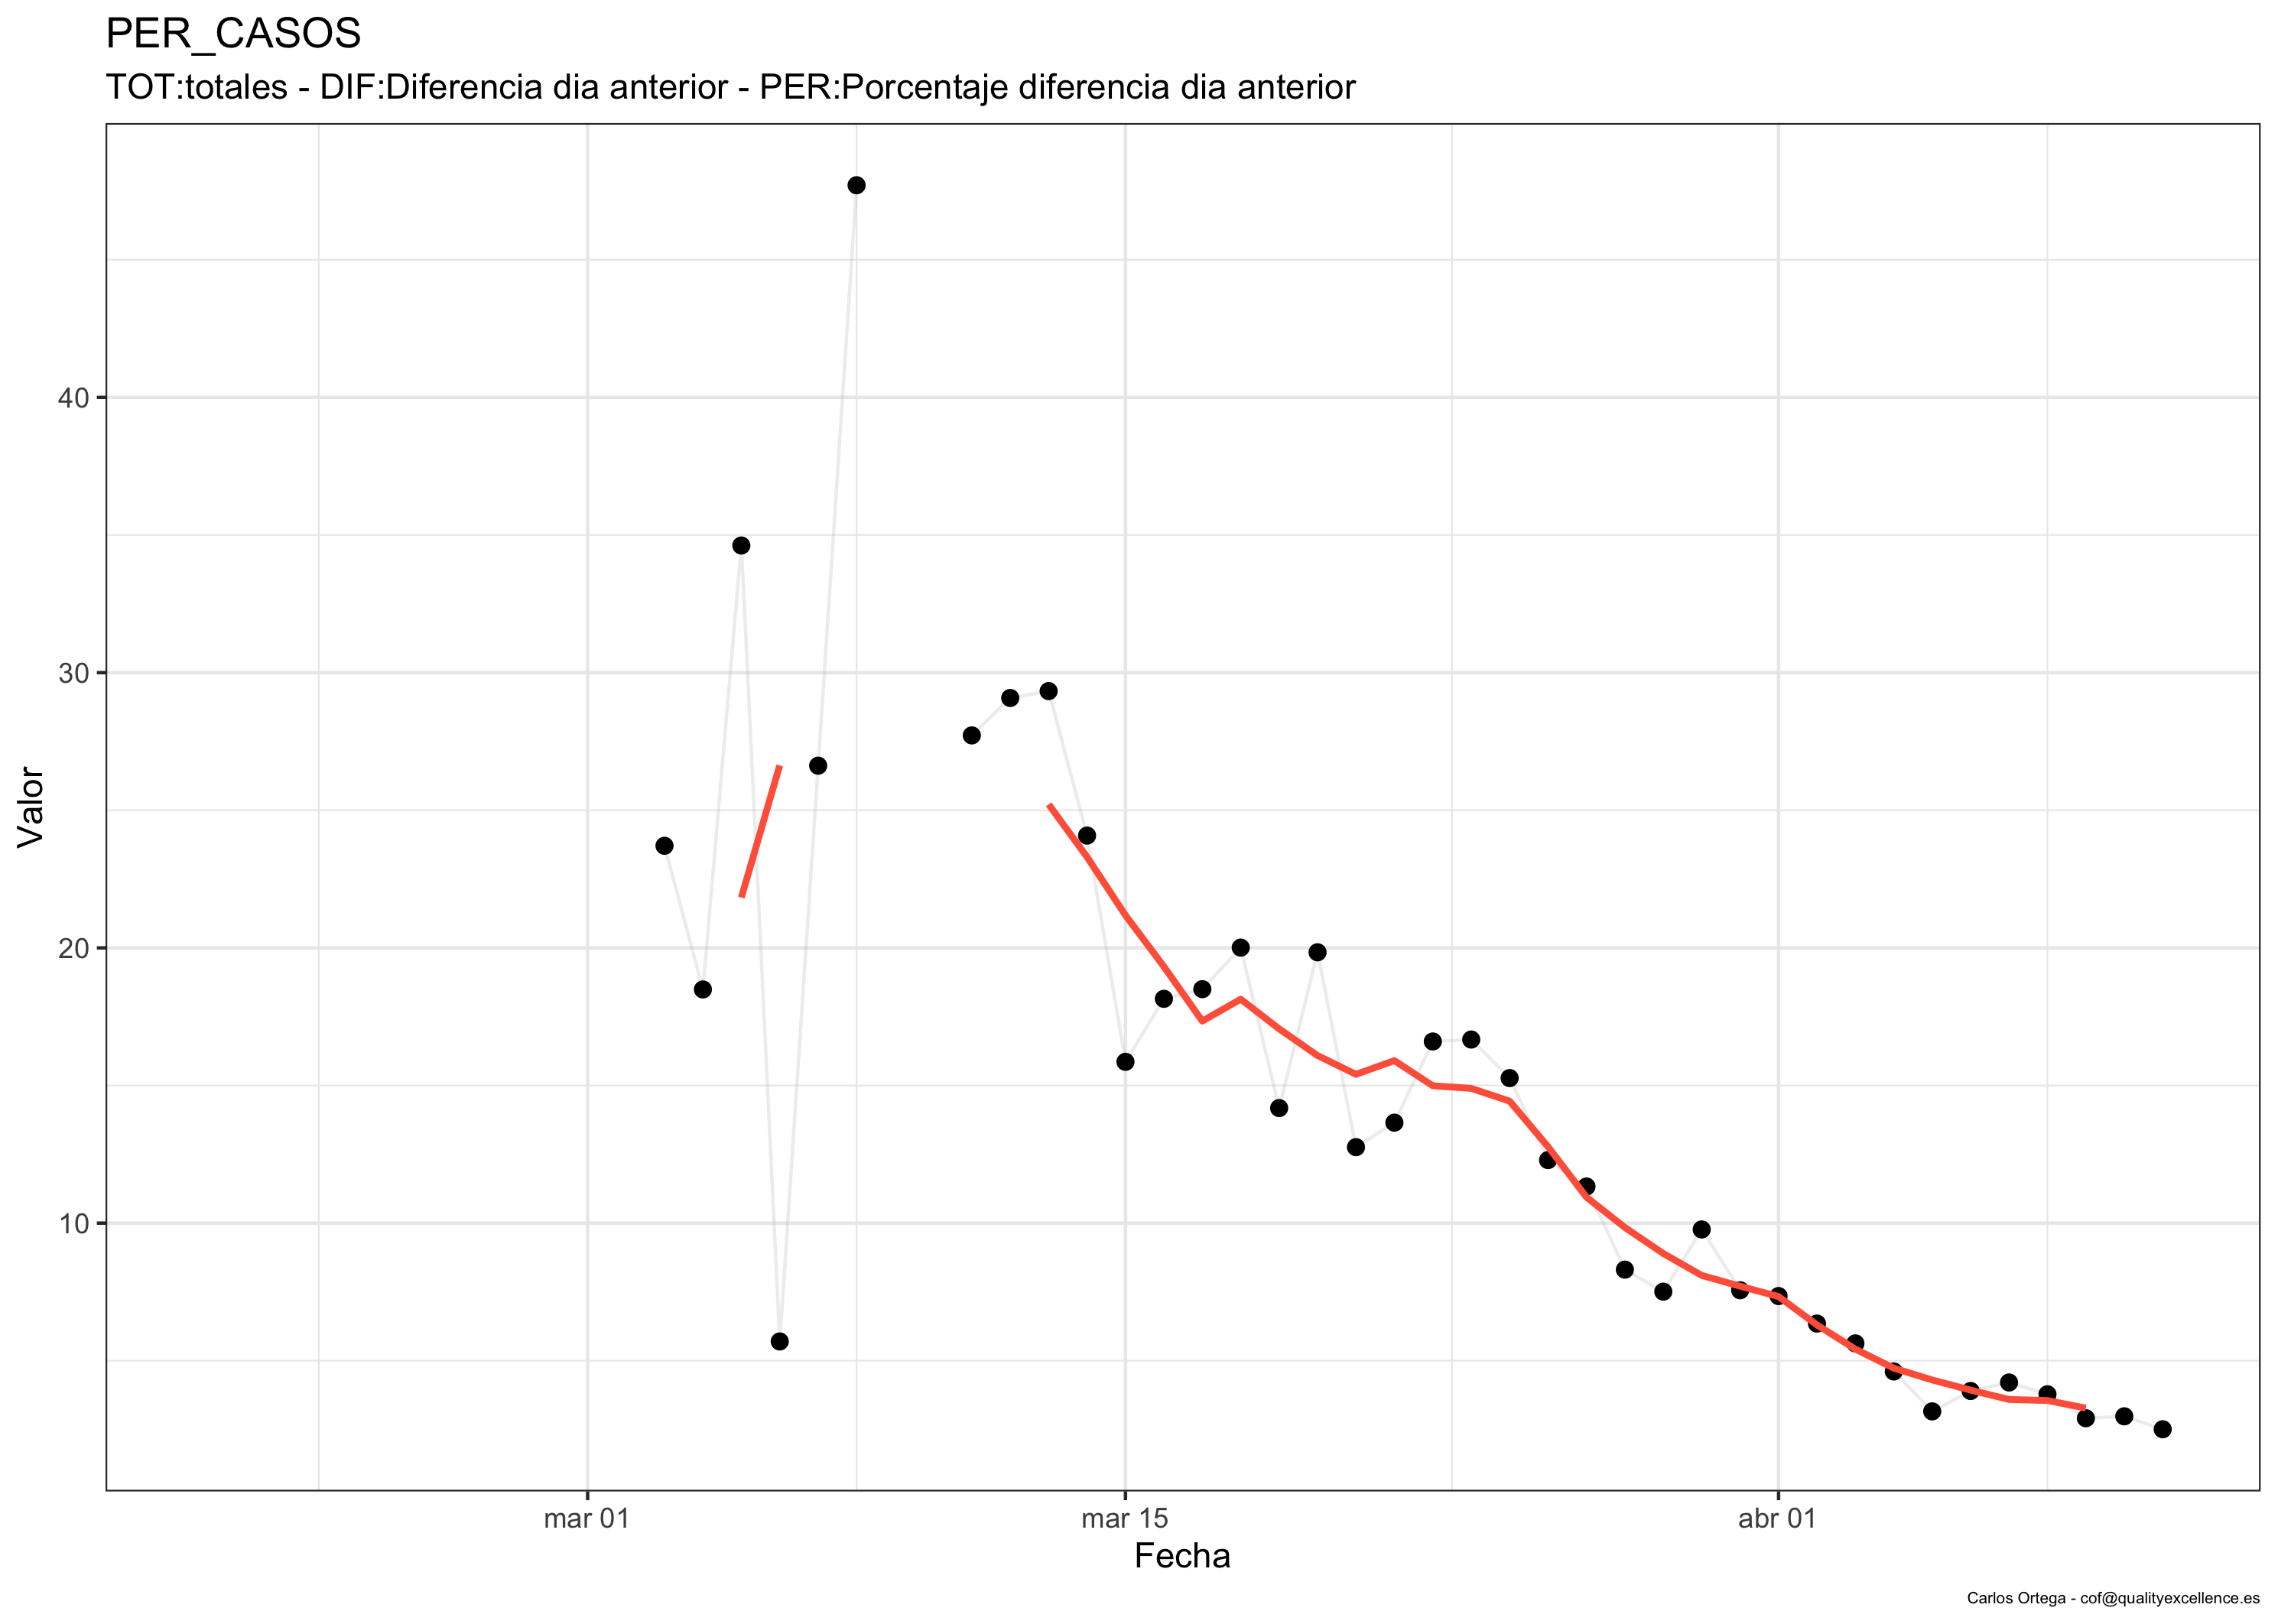 PER_CASOS
TOT:totales - DIF:Diferencia dia anterior - PER:Porcentaje diferencia dia anterior
Valor
40
30
20
10
mar 01
mar 15
abr 01
Fecha
Carlos Ortega - cof@qualityexcellence.es